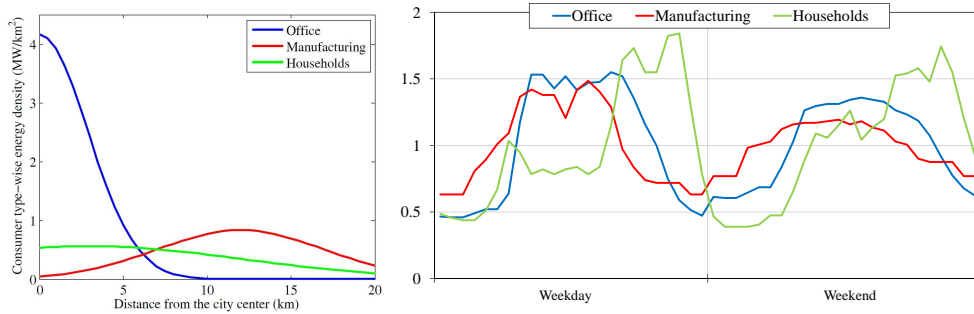 Consumer type-wise energy density (MW/km²)
4
3
2
1
0
0
5
10
15
20
Distance from the city center (km)
Office
Manufacturing
Households
Office
Manufacturing
Households
2
1.5
1
0.5
0
Weekday
Weekend